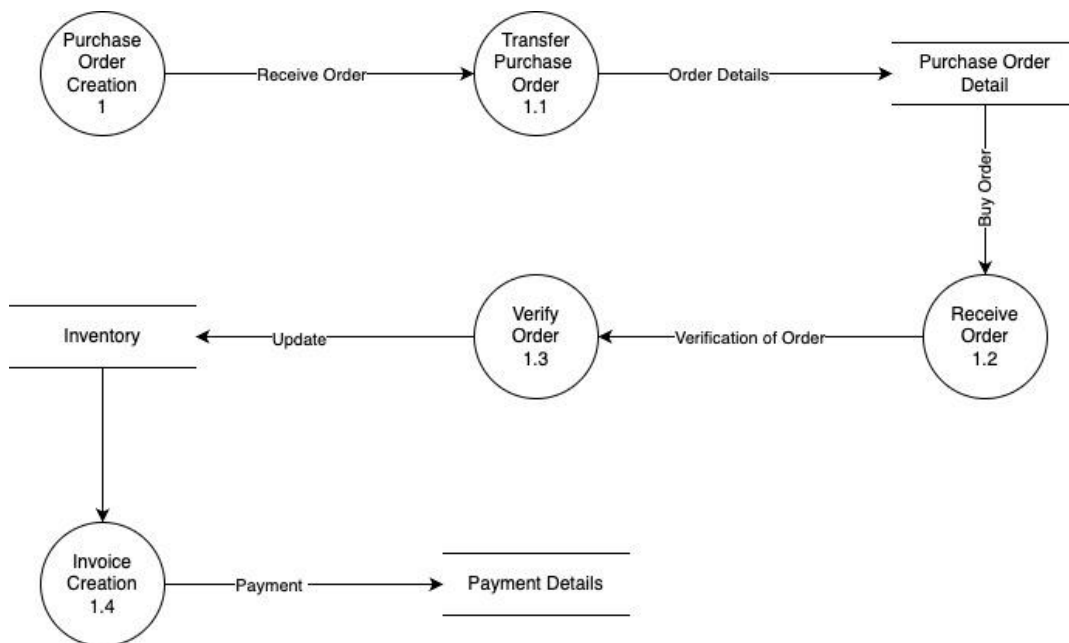 Purchase
Order
Creation
1
Receive Order
Transfer
Purchase
Order
1.1
Order Details
Purchase Order
Detail
Buy Order
Receive
Order
1.2
Verification of Order
Verify
Order
1.3
Update
Inventory
Invoice
Creation
1.4
Payment
Payment Details